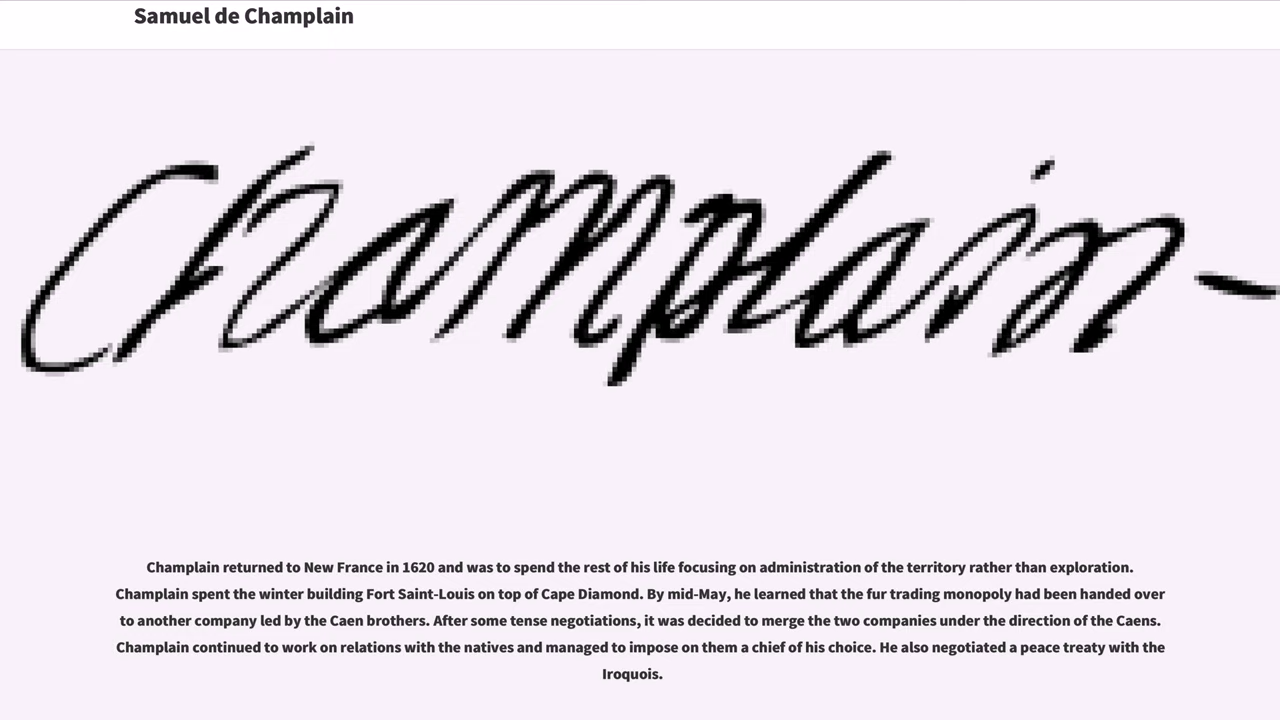 Samuel de Champlain
Champlain -
Champlain returned to New France in 1620 and was to spend the rest of his life focusing on administration of the territory rather than exploration.
Champlain spent the winter building Fort Saint-Louis on top of Cape Diamond. By mid-May, he learned that the fur trading monopoly had been handed over
to another company led by the Caen brothers. After some tense negotiations, it was decided to merge the two companies under the direction of the Caens.
Champlain continued to work on relations with the natives and managed to impose on them a chief of his choice. He also negotiated a peace treaty with the
Iroquois.